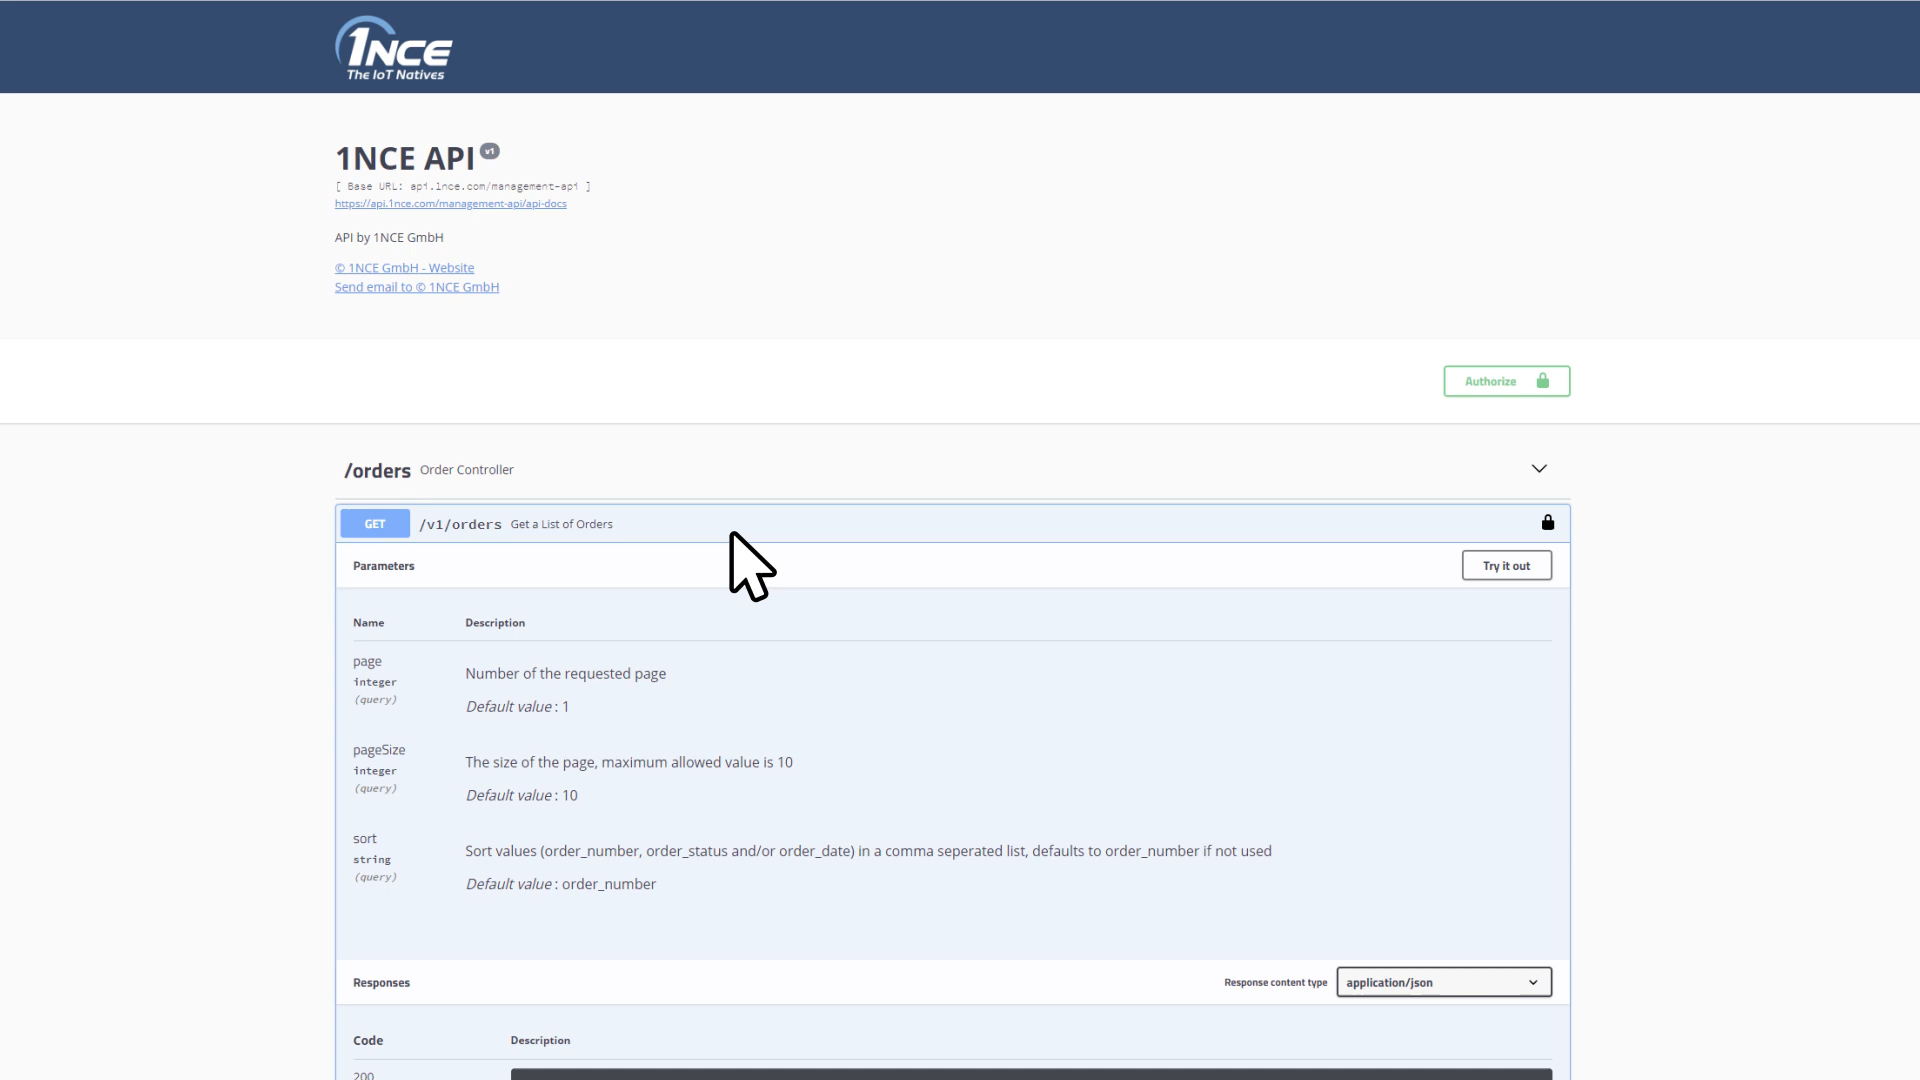 1NCE
The IoT Natives
1NCE API v1
[ Base URL: api.1nce.com/management-api ]
https://api.1nce.com/management-api/api-docs
API by 1NCE GmbH
© 1NCE GmbH - Website
Send email to © 1NCE GmbH
Authorize
/orders Order Controller
GET /v1/orders Get a List of Orders
Parameters Try it out
Name Description
page
integer
(query)
Number of the requested page
Default value : 1
pageSize
integer
(query)
The size of the page, maximum allowed value is 10
Default value : 10
sort
string
(query)
Sort values (order_number, order_status and/or order_date) in a comma seperated list, defaults to order_number if not used
Default value : order_number
Responses Response content type application/json
Code Description
200